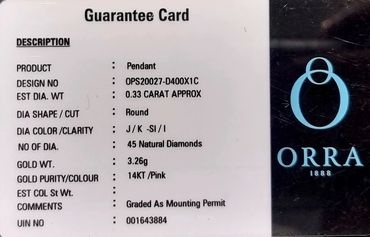 Guarantee Card
DESCRIPTION
PRODUCT : Pendant
DESIGN NO : OPS20027-D400X1C
EST DIA. WT : 0.33 CARAT APPROX
DIA SHAPE / CUT : Round
DIA COLOR /CLARITY : J / K -SI / I
NO OF DIA. : 45 Natural Diamonds
GOLD WT. : 3.26g
GOLD PURITY/COLOUR : 14KT /Pink
EST COL St Wt. :
COMMENTS : Graded As Mounting Permit
UIN NO : 001643884
ORRA
1888